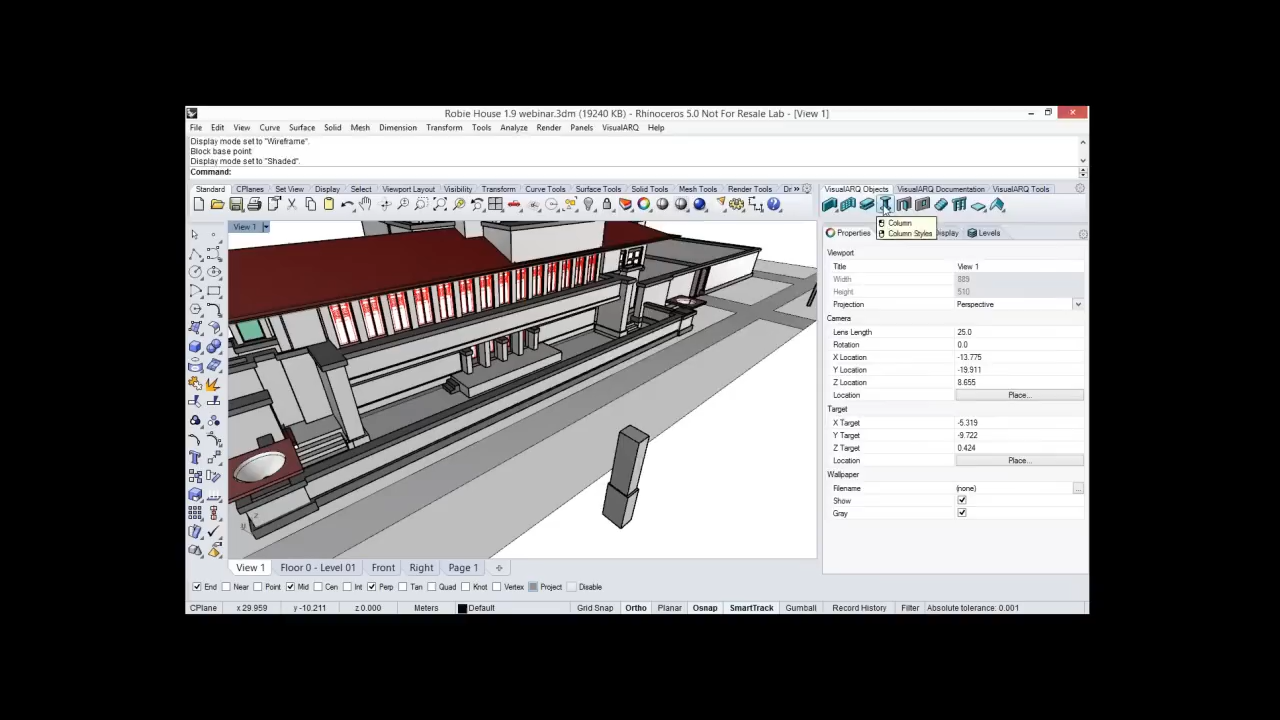 Robie House 1.9 webinar.3dm (19240 KB) - Rhinoceros 5.0 Not For Resale Lab - [View 1]
File Edit View Curve Surface Solid Mesh Dimension Transform Tools Analyze Render Panels VisualARQ Help
Display mode set to "Wireframe".
Block base point
Display mode set to "Shaded".
Command:
Standard CPlanes Set View Display Select Viewport Layout Visibility Transform Curve Tools Surface Tools Solid Tools Mesh Tools Render Tools Dr »
VisualARQ Objects VisualARQ Documentation VisualARQ Tools
View 1
Column
Column Styles
Properties isplay Levels
Viewport
Title View 1
Width 889
Height 510
Projection Perspective
Camera
Lens Length 25.0
Rotation 0.0
X Location -13.775
Y Location -19.911
Z Location 8.655
Location Place...
Target
X Target -5.319
Y Target -9.722
Z Target 0.424
Location Place...
Wallpaper
Filename (none) ...
Show
Gray
z
View 1 Floor 0 - Level 01 Front Right Page 1
End Near Point Mid Cen Int Perp Tan Quad Knot Vertex Project Disable
CPlane x 29.959 y -10.211 z 0.000 Meters Default Grid Snap Ortho Planar Osnap SmartTrack Gumball Record History Filter Absolute tolerance: 0.001